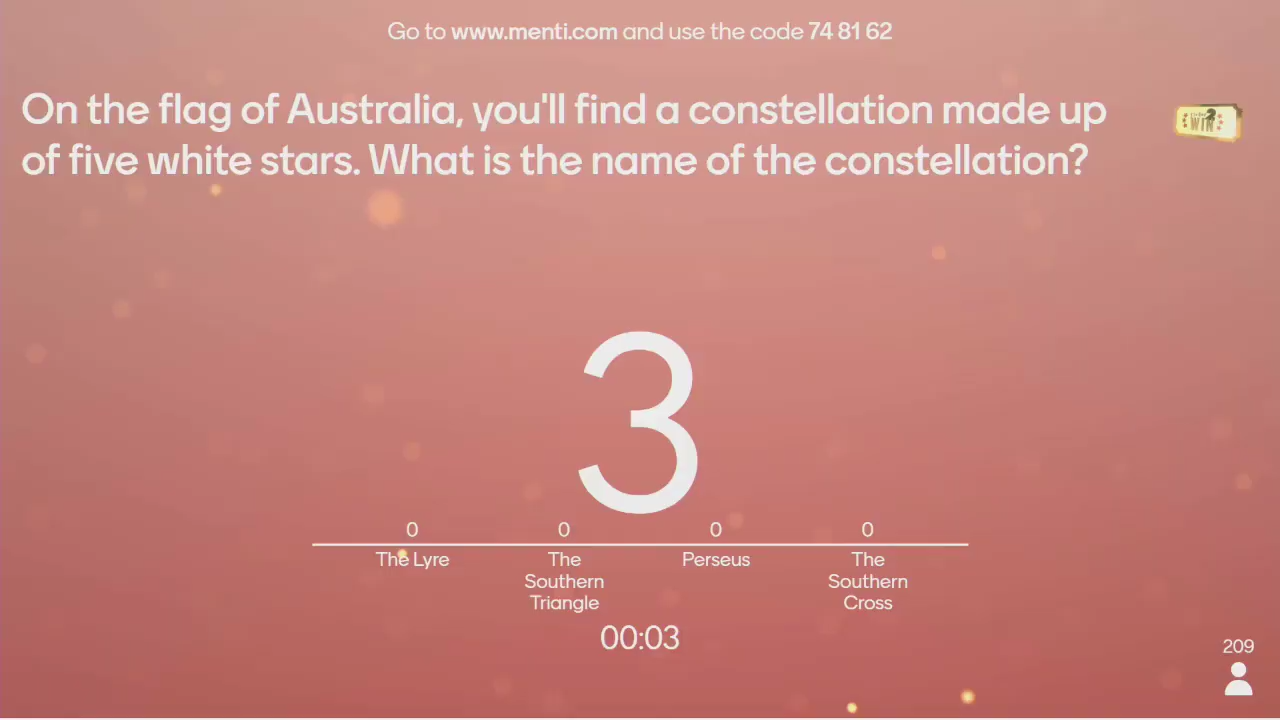 Go to www.menti.com and use the code 74 81 62
On the flag of Australia, you'll find a constellation made up
of five white stars. What is the name of the constellation?
WIN
3
0 0 0 0
The Lyre
The
Southern
Triangle
Perseus
The
Southern
Cross
00:03
209